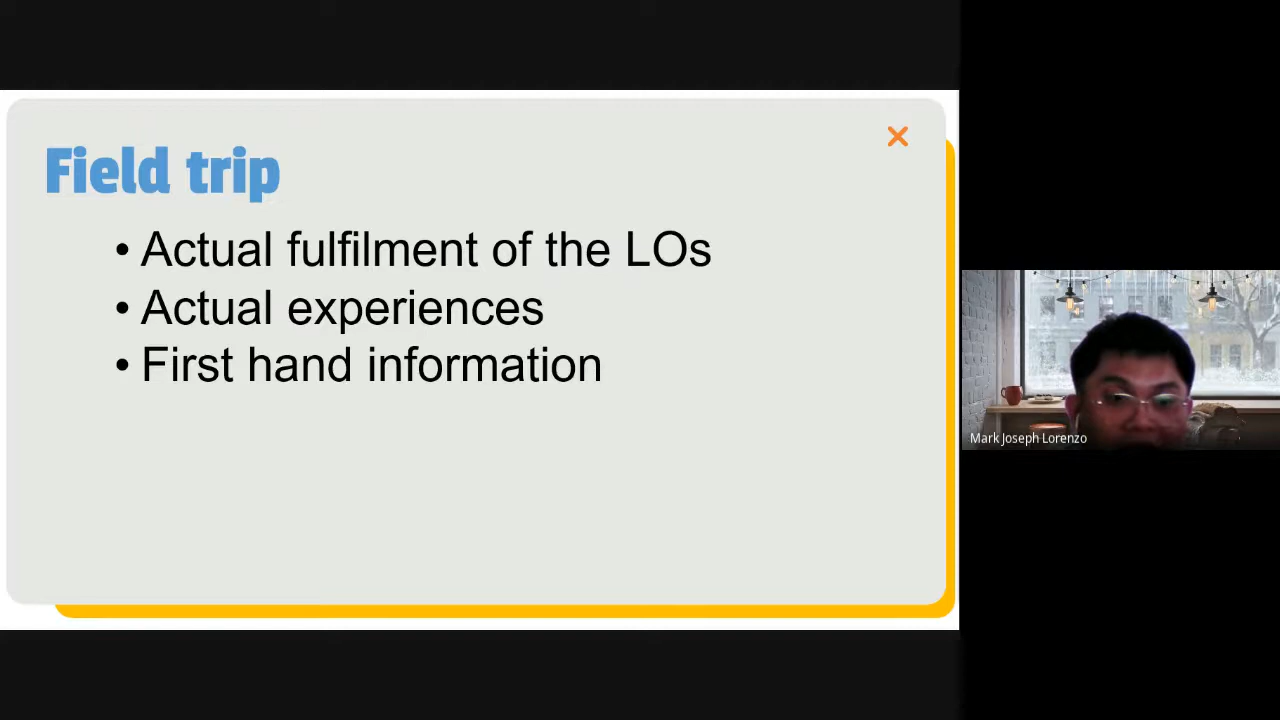 Field trip
• Actual fulfilment of the LOs
• Actual experiences
• First hand information
Mark Joseph Lorenzo